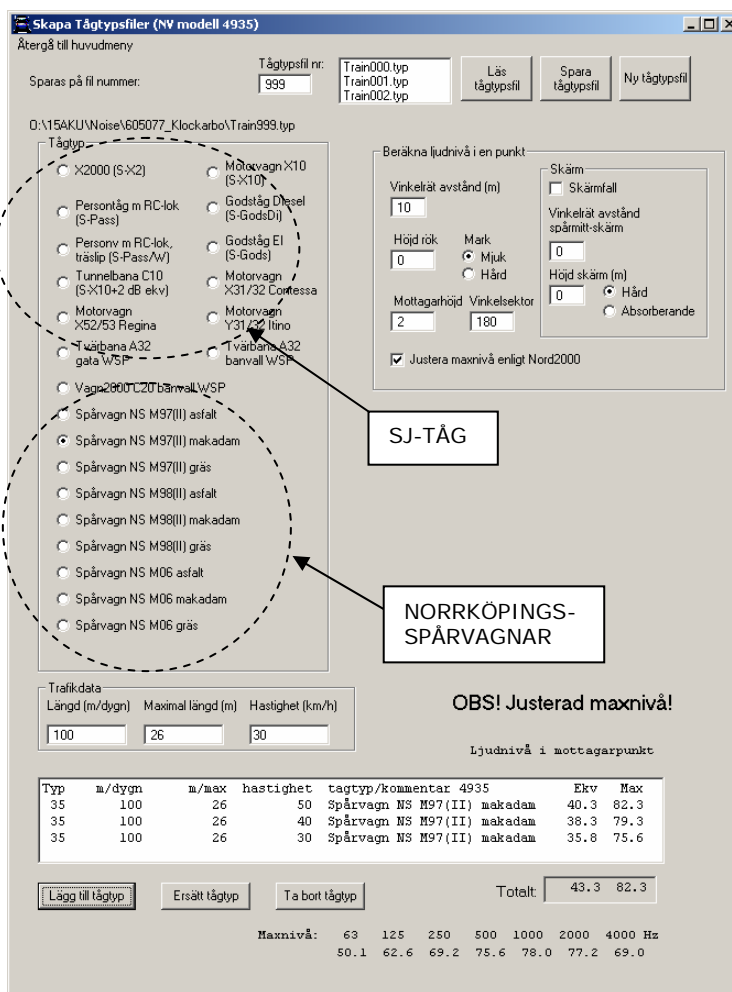 Skapa Tågtypsfiler (NV modell 4935)
Återgå till huvudmeny
Sparas på fil nummer:
Tågtypsfil nr:
999
Train000.typ
Train001.typ
Train002.typ
Läs tågtypsfil
Spara tågtypsfil
Ny tågtypsfil
O:\15AKU\Noise\605077_Klockarbo\Train999.typ
Tågtyp
X2000 (S-X2)
Motorvagn X10 (S-X10)
Persontåg m RC-lok (S-Pass)
Godståg Diesel (S-GodsDi)
Personv m RC-lok, träslip (S-Pass/W)
Godståg El (S-Gods)
Tunnelbana C10 (S-X10+2 dB ekv)
Motorvagn X31/32 Contessa
Motorvagn X52/53 Regina
Motorvagn Y31/32 Itino
Tvärbana A32 gata WSP
Tvärbana A32 banvall WSP
Vagn2000 C20 banvall WSP
Spårvagn NS M97(II) asfalt
Spårvagn NS M97(II) makadam
Spårvagn NS M97(II) gräs
Spårvagn NS M98(II) asfalt
Spårvagn NS M98(II) makadam
Spårvagn NS M98(II) gräs
Spårvagn NS M06 asfalt
Spårvagn NS M06 makadam
Spårvagn NS M06 gräs
Beräkna ljudnivå i en punkt
Vinkelrät avstånd (m)
10
Höjd rök
0
Mark
Mjuk
Hård
Mottagarhöjd
2
Vinkelsektor
180
Justera maxnivå enligt Nord2000
Skärm
Skärmfall
Vinkelrät avstånd spårmitt-skärm
0
Höjd skärm (m)
0
Hård
Absorberande
SJ-TÅG
NORRKÖPINGS-
SPÅRVAGNAR
Trafikdata
Längd (m/dygn) Maximal längd (m) Hastighet (km/h)
100 26 30
OBS! Justerad maxnivå!
Ljudnivå i mottagarpunkt
Typ m/dygn m/max hastighet tågtyp/kommentar 4935 Ekv Max
35 100 26 50 Spårvagn NS M97(II) makadam 40.3 82.3
35 100 26 40 Spårvagn NS M97(II) makadam 38.3 79.3
35 100 26 30 Spårvagn NS M97(II) makadam 35.8 75.6
Lägg till tågtyp
Ersätt tågtyp
Ta bort tågtyp
Totalt: 43.3 82.3
Maxnivå: 63 125 250 500 1000 2000 4000 Hz
50.1 62.6 69.2 75.6 78.0 77.2 69.0